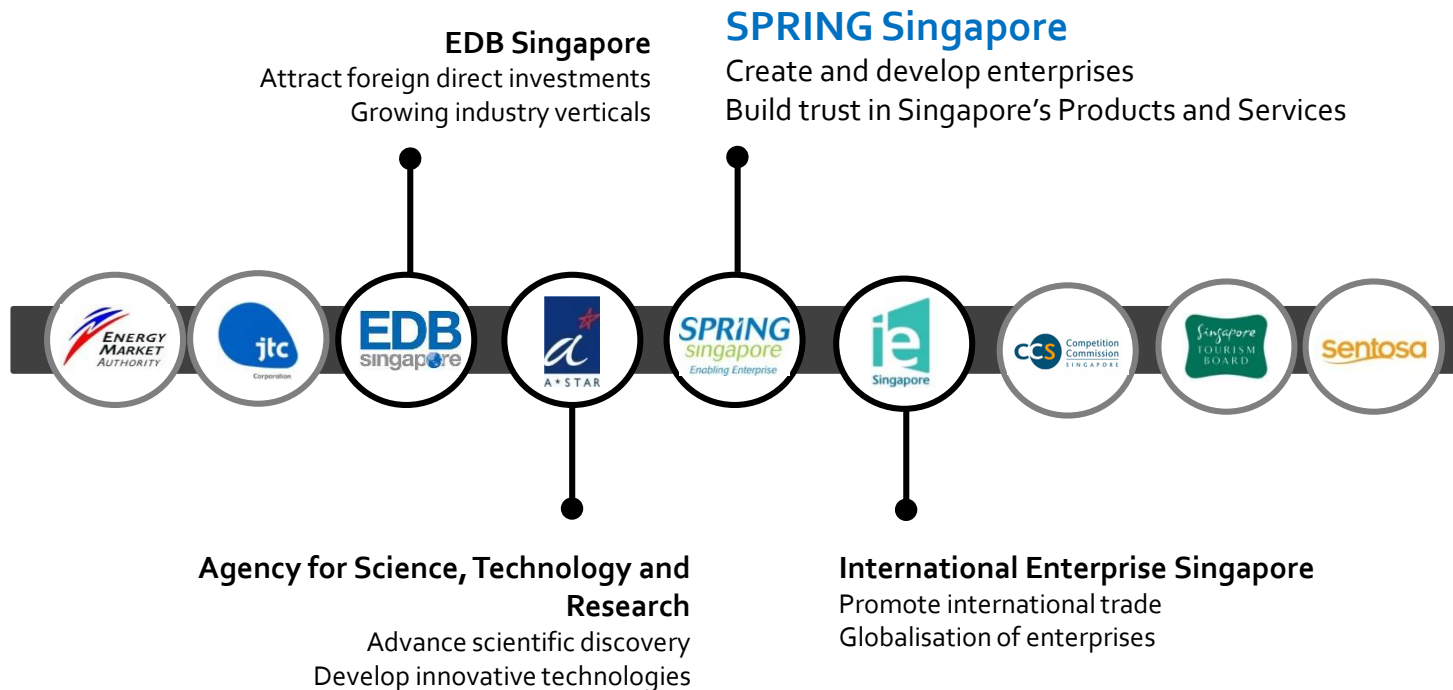 EDB Singapore
Attract foreign direct investments
Growing industry verticals
SPRING Singapore
Create and develop enterprises
Build trust in Singapore's Products and Services
ENERGY
MARKET
AUTHORITY
jtc
Corporation
EDB
singapore
a
A★STAR
SPRiNG
singapore
Enabling Enterprise
ie
Singapore
CCS
Competition
Commission
SINGAPORE
Singapore
TOURISM
BOARD
sentosa
Agency for Science, Technology and
Research
Advance scientific discovery
Develop innovative technologies
International Enterprise Singapore
Promote international trade
Globalisation of enterprises